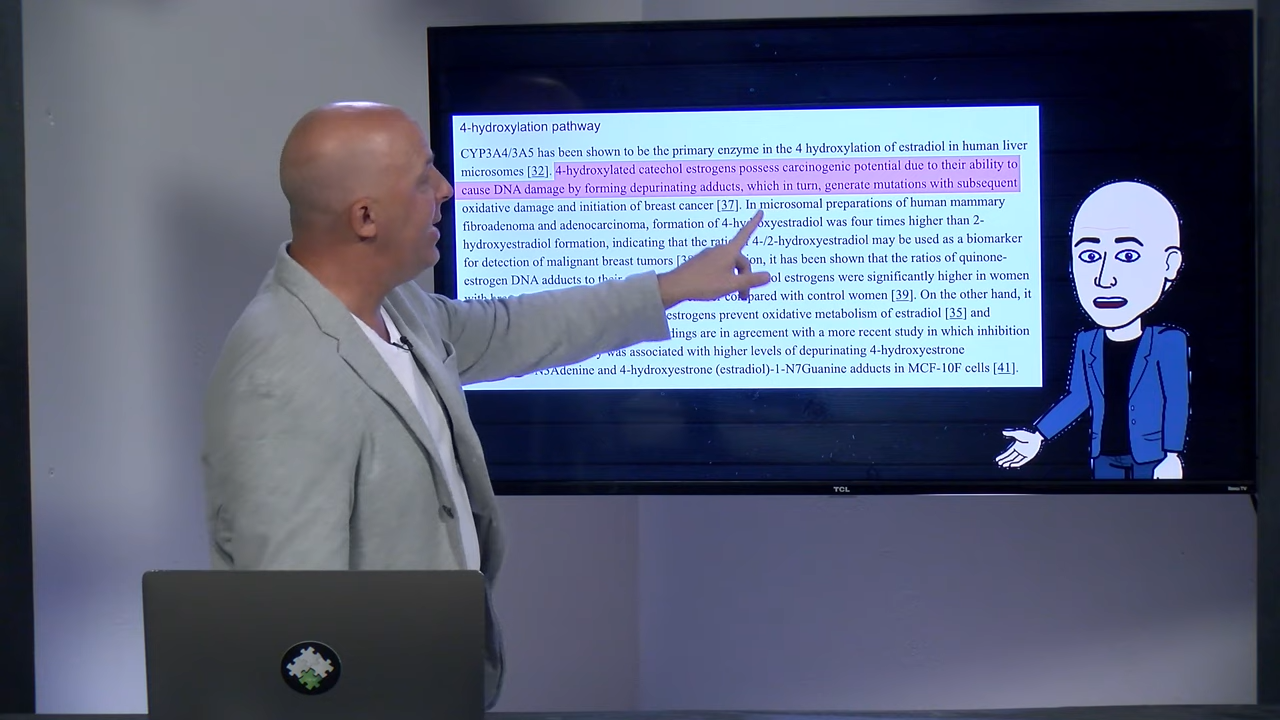 4-hydroxylation pathway
CYP3A4/3A5 has been shown to be the primary enzyme in the 4 hydroxylation of estradiol in human liver
microsomes [32]. 4-hydroxylated catechol estrogens possess carcinogenic potential due to their ability to
cause DNA damage by forming depurinating adducts, which in turn, generate mutations with subsequent
oxidative damage and initiation of breast cancer [37]. In microsomal preparations of human mammary
fibroadenoma and adenocarcinoma, formation of 4-hydroxyestradiol was four times higher than 2-
hydroxyestradiol formation, indicating that the 4-/2-hydroxyestradiol may be used as a biomarker
for detection of malignant breast tumors it has been shown that the ratios of quinone-
estrogen DNA adducts to their estrogens were significantly higher in women
compared with control women [39]. On the other hand, it
estrogens prevent oxidative metabolism of estradiol [35] and
are in agreement with a more recent study in which inhibition
was associated with higher levels of depurinating 4-hydroxyestrone
and 4-hydroxyestrone (estradiol)-1-N7Guanine adducts in MCF-10F cells [41].
TCL
Roku TV